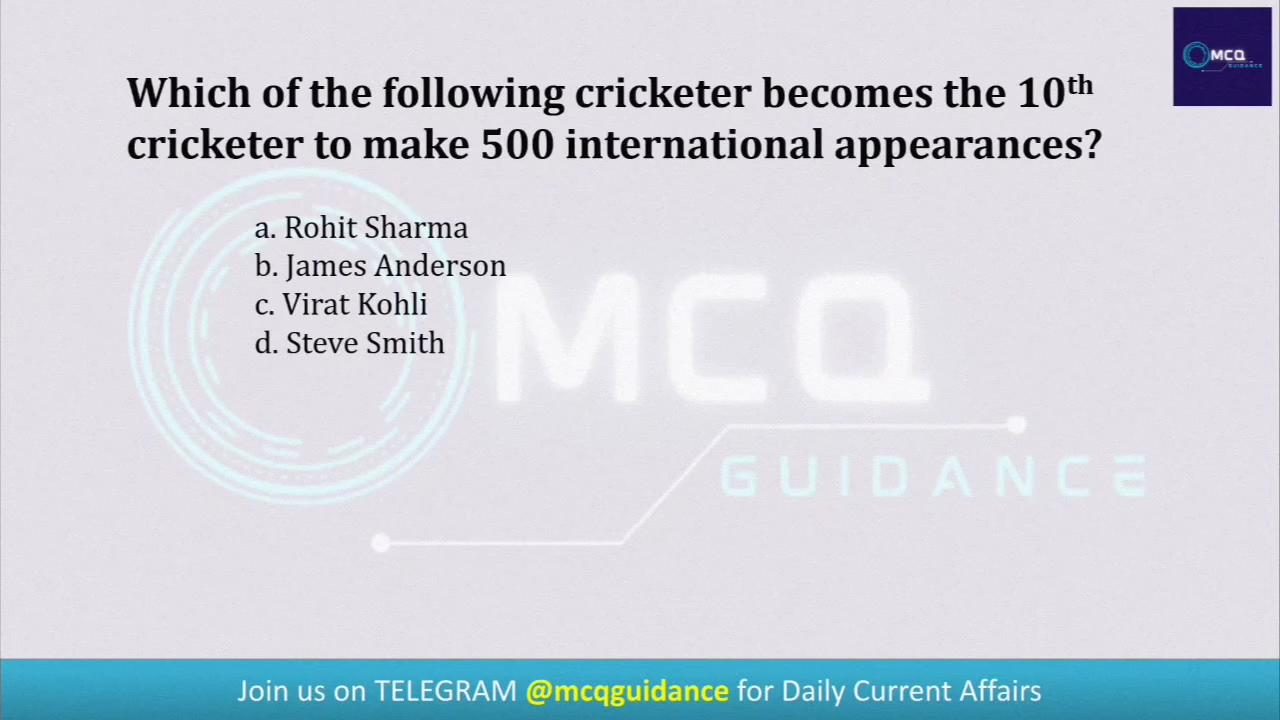 MCQ
GUIDANCE
Which of the following cricketer becomes the 10th
cricketer to make 500 international appearances?
a. Rohit Sharma
b. James Anderson
c. Virat Kohli
d. Steve Smith
MCQ
GUIDANCE
Join us on TELEGRAM @mcqguidance for Daily Current Affairs